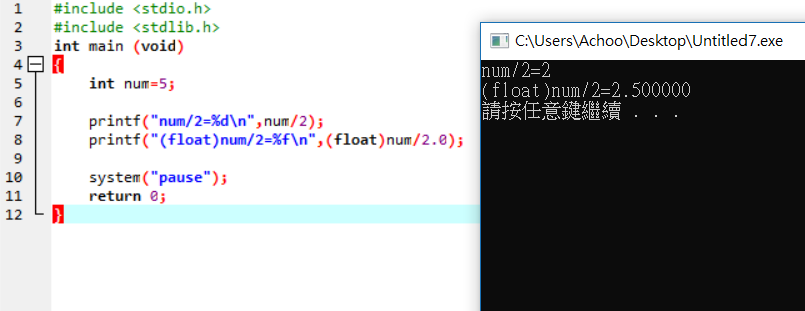 1 #include <stdio.h>
2 #include <stdlib.h>
3 int main (void)
4 {
5 int num=5;
6
7 printf("num/2=%d\n",num/2);
8 printf("(float)num/2=%f\n",(float)num/2.0);
9
10 system("pause");
11 return 0;
12 }
C:\Users\Achoo\Desktop\Untitled7.exe
num/2=2
(float)num/2=2.500000
請按任意鍵繼續 . . .